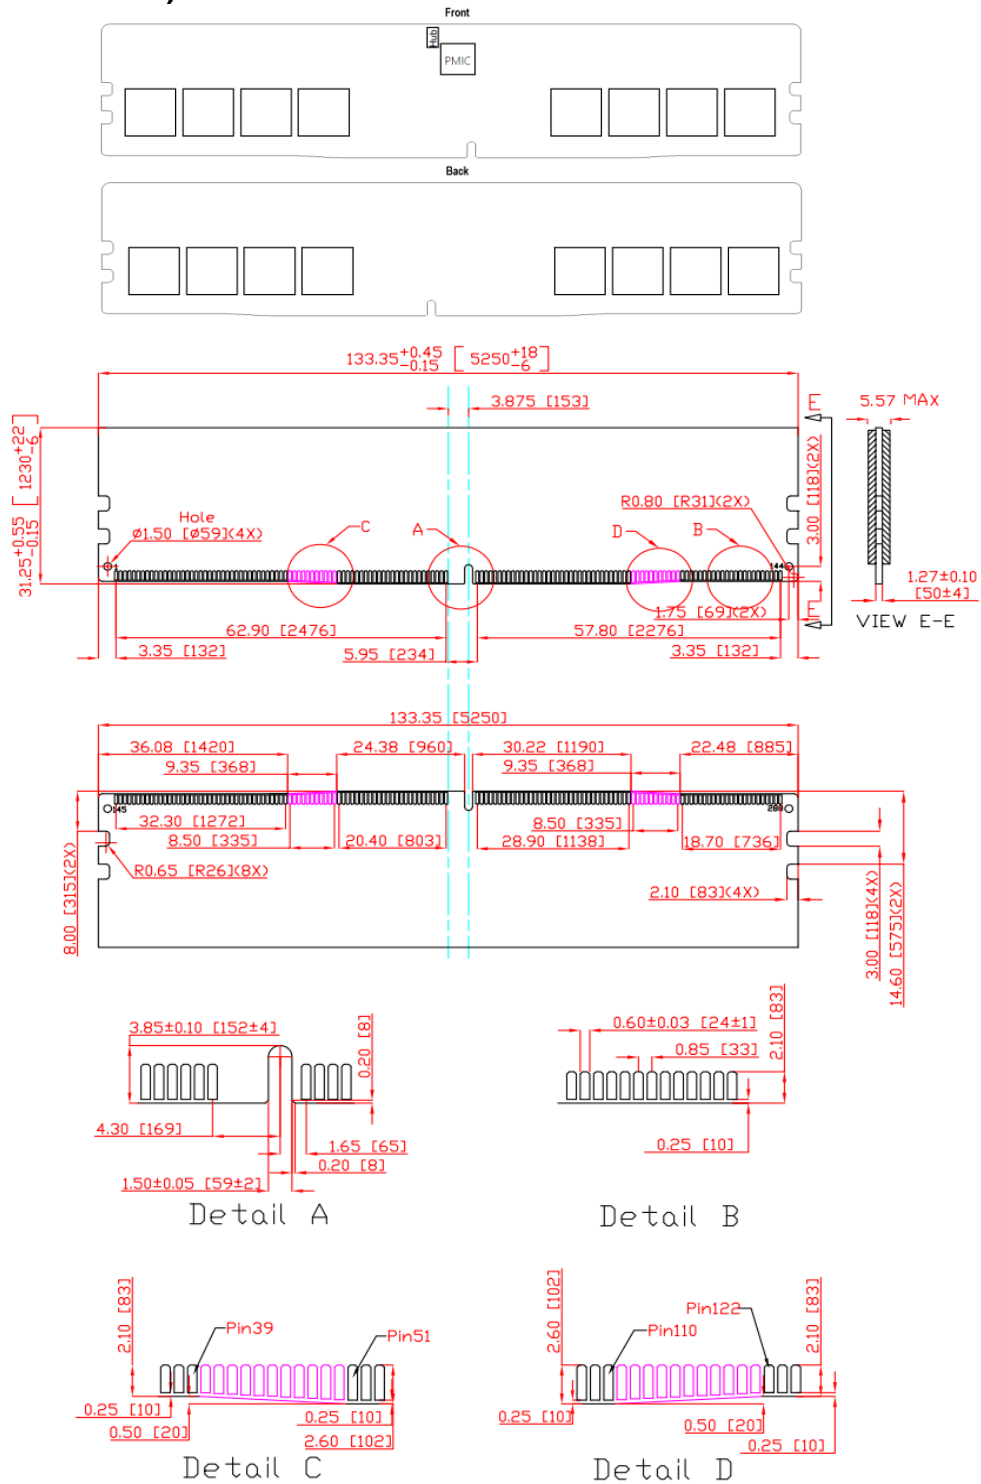 Front
Hub
PMIC
Back
133.35+0.45 -0.15 [5250+18 -6]
3.875 [153]
E
5.57 MAX
31.25+0.55 -0.15 [1230+22 -6]
R0.80 [R31](2X)
3.00 [118](2X)
Hole
ø1.50 [ø59](4X)
C
A
D
B
1
144
1.27±0.10
[50±4]
1.75 [69](2X)
E
VIEW E-E
62.90 [2476]
57.80 [2276]
3.35 [132]
5.95 [234]
3.35 [132]
133.35 [5250]
36.08 [1420]
24.38 [960]
30.22 [1190]
22.48 [885]
9.35 [368]
9.35 [368]
145
288
32.30 [1272]
8.50 [335]
8.50 [335]
20.40 [803]
28.90 [1138]
18.70 [736]
R0.65 [R26](8X)
2.10 [83](4X)
8.00 [315](2X)
3.00 [118](4X)
14.60 [575](2X)
3.85±0.10 [152±4]
0.20 [8]
4.30 [169]
1.65 [65]
0.20 [8]
1.50±0.05 [59±2]
Detail A
0.60±0.03 [24±1]
0.85 [33]
2.10 [83]
0.25 [10]
Detail B
2.10 [83]
Pin39
Pin51
0.25 [10]
0.50 [20]
0.25 [10]
2.60 [102]
Detail C
2.60 [102]
Pin122
Pin110
2.10 [83]
0.25 [10]
0.50 [20]
0.25 [10]
Detail D